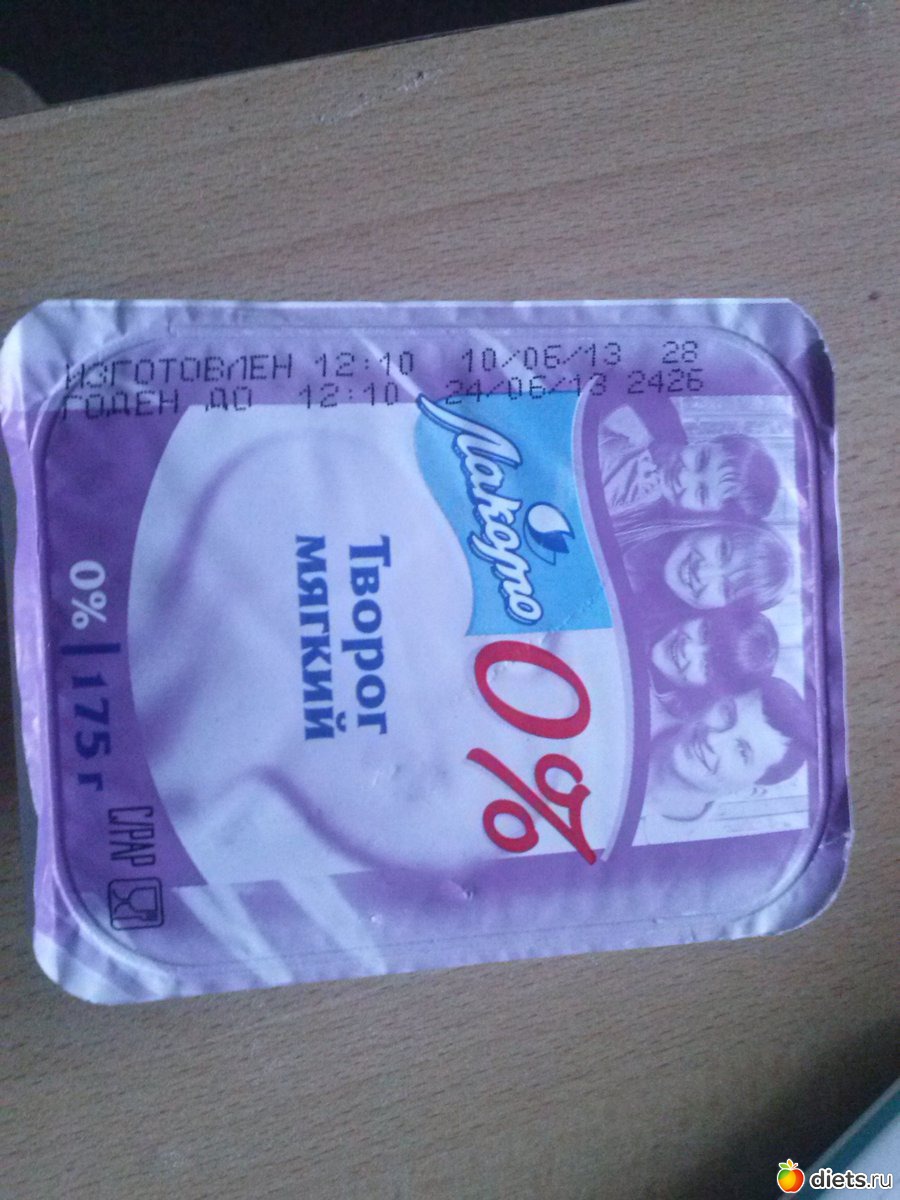 ИЗГОТОВЛЕН 12:10 10/06/13 28
ГОДЕН ДО 12:10 24/06/13 2426
Лакомо
0%
Творог
мягкий
0% | 175 г
C/PAP
diets.ru